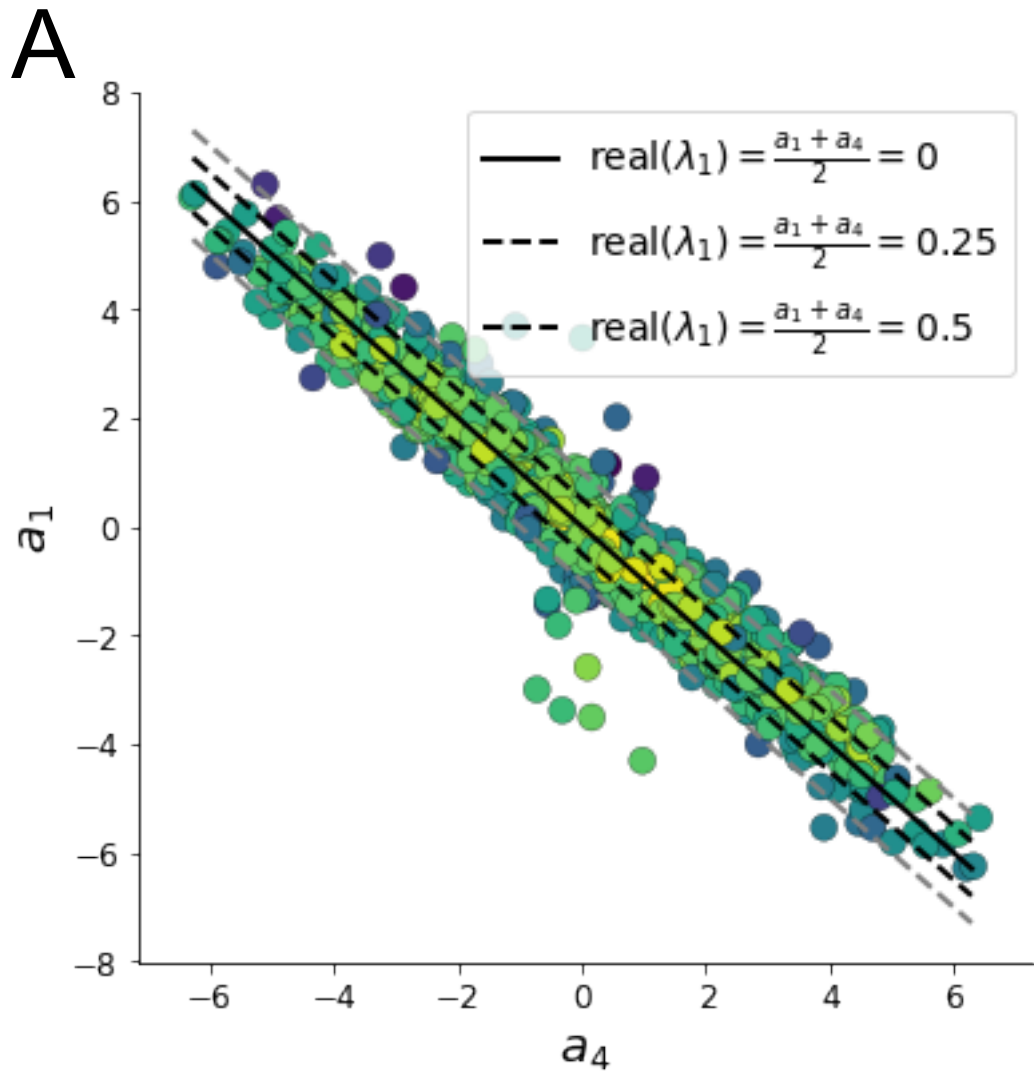 A
real(λ₁) = (a₁ + a₄)/2 = 0
real(λ₁) = (a₁ + a₄)/2 = 0.25
real(λ₁) = (a₁ + a₄)/2 = 0.5
8
6
4
2
0
−2
−4
−6
−8
a₁
−6 −4 −2 0 2 4 6
a₄